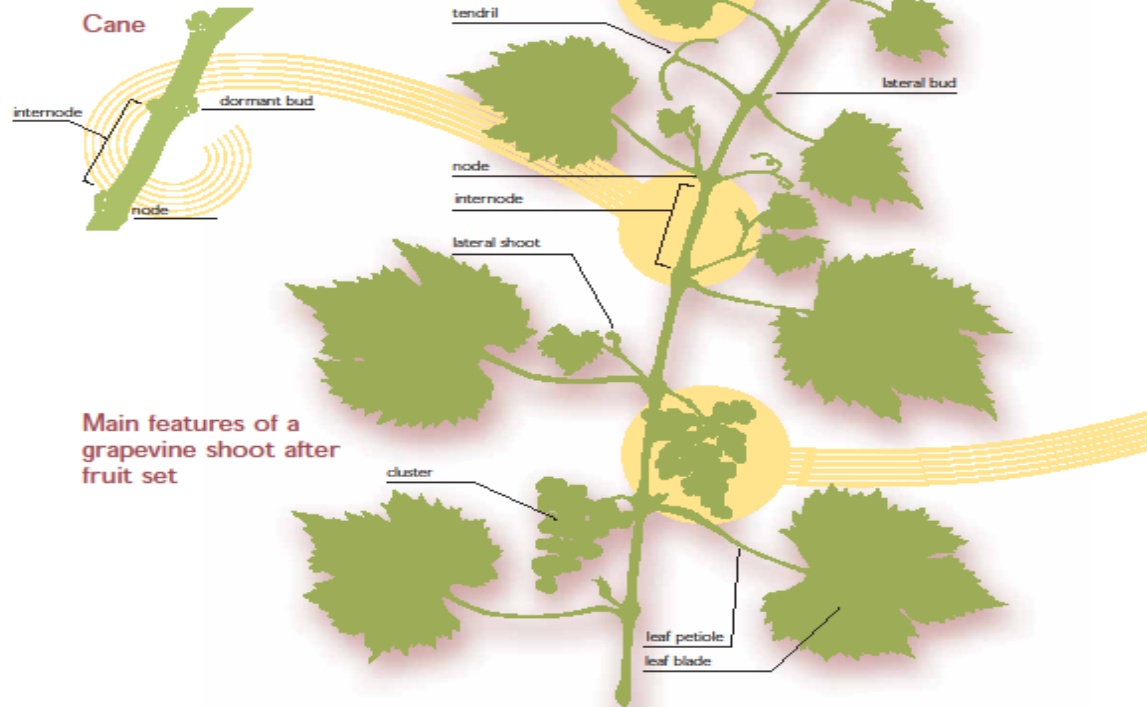 Cane
tendril
lateral bud
internode
dormant bud
node
node
internode
lateral shoot
Main features of a
grapevine shoot after
fruit set
cluster
leaf petiole
leaf blade